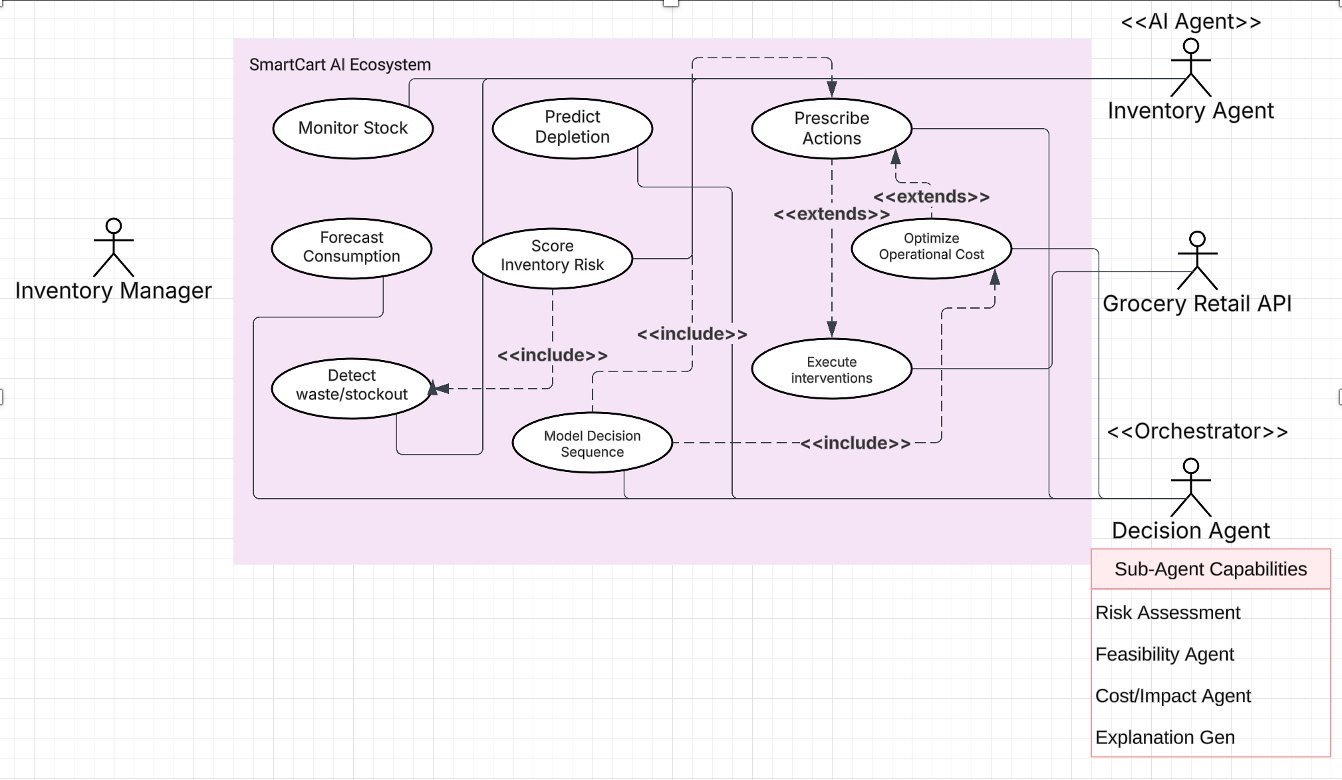 <<AI Agent>>
Inventory Agent
SmartCart AI Ecosystem
Monitor Stock
Predict
Depletion
Prescribe
Actions
<<extends>>
<<extends>>
Forecast
Consumption
Score
Inventory Risk
Optimize
Operational Cost
Inventory Manager
Grocery Retail API
<<include>>
<<include>>
Detect
waste/stockout
Execute
interventions
Model Decision
Sequence
<<include>>
<<Orchestrator>>
Decision Agent
Sub-Agent Capabilities
Risk Assessment
Feasibility Agent
Cost/Impact Agent
Explanation Gen